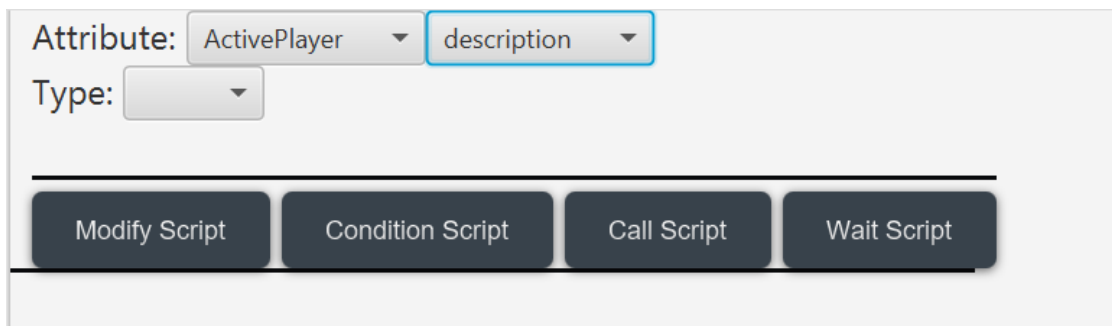 Attribute: ActivePlayer description
Type:
Modify Script Condition Script Call Script Wait Script